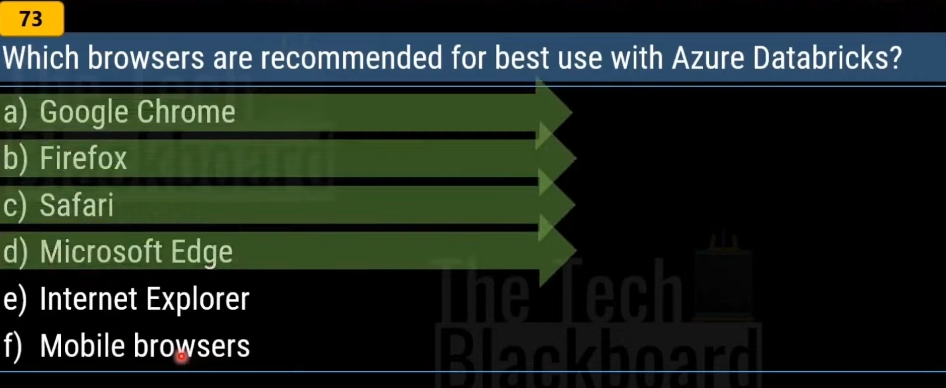 73
Which browsers are recommended for best use with Azure Databricks?
a) Google Chrome
b) Firefox
c) Safari
d) Microsoft Edge
e) Internet Explorer
f) Mobile browsers
The Tech
Blackboard